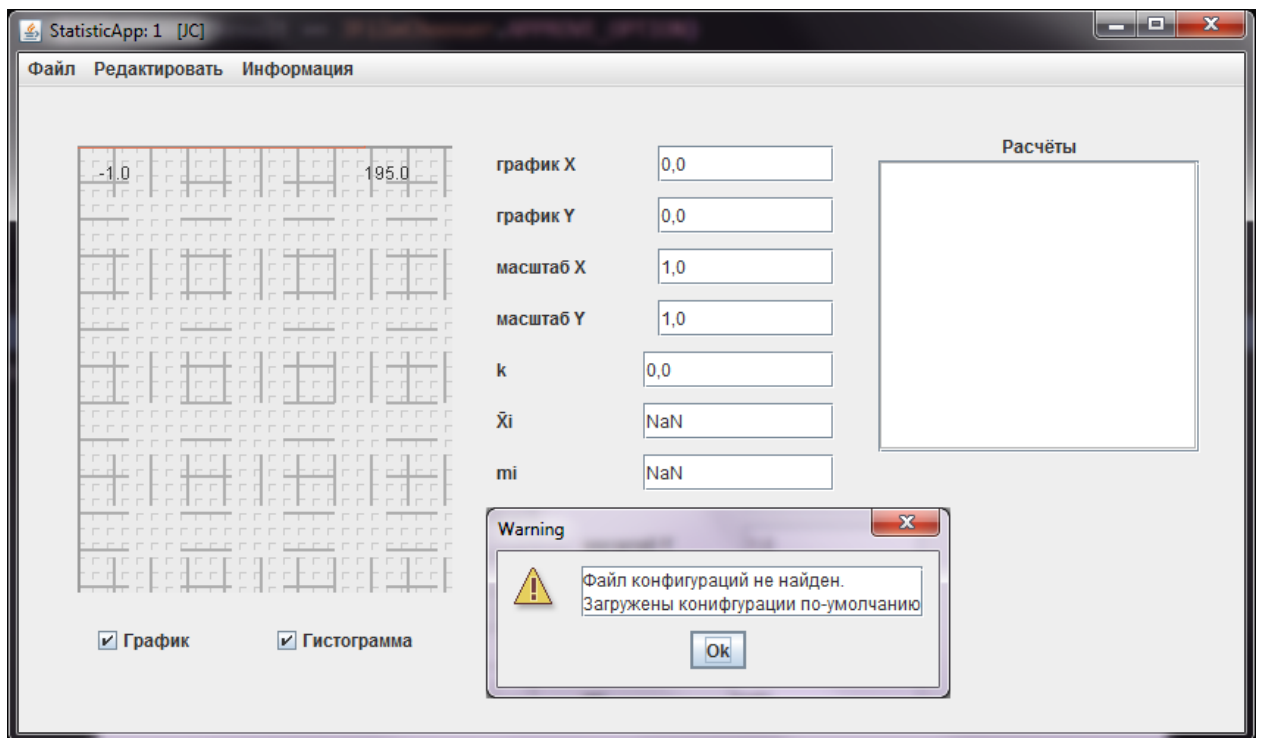 StatisticApp: 1 [JC]
Файл Редактировать Информация
-1.0 195.0
график X 0,0
график Y 0,0
масштаб X 1,0
масштаб Y 1,0
k 0,0
X̄i NaN
mi NaN
Расчёты
Warning
Файл конфигураций не найден.
Загружены конифгурации по-умолчанию
Ok
График Гистограмма